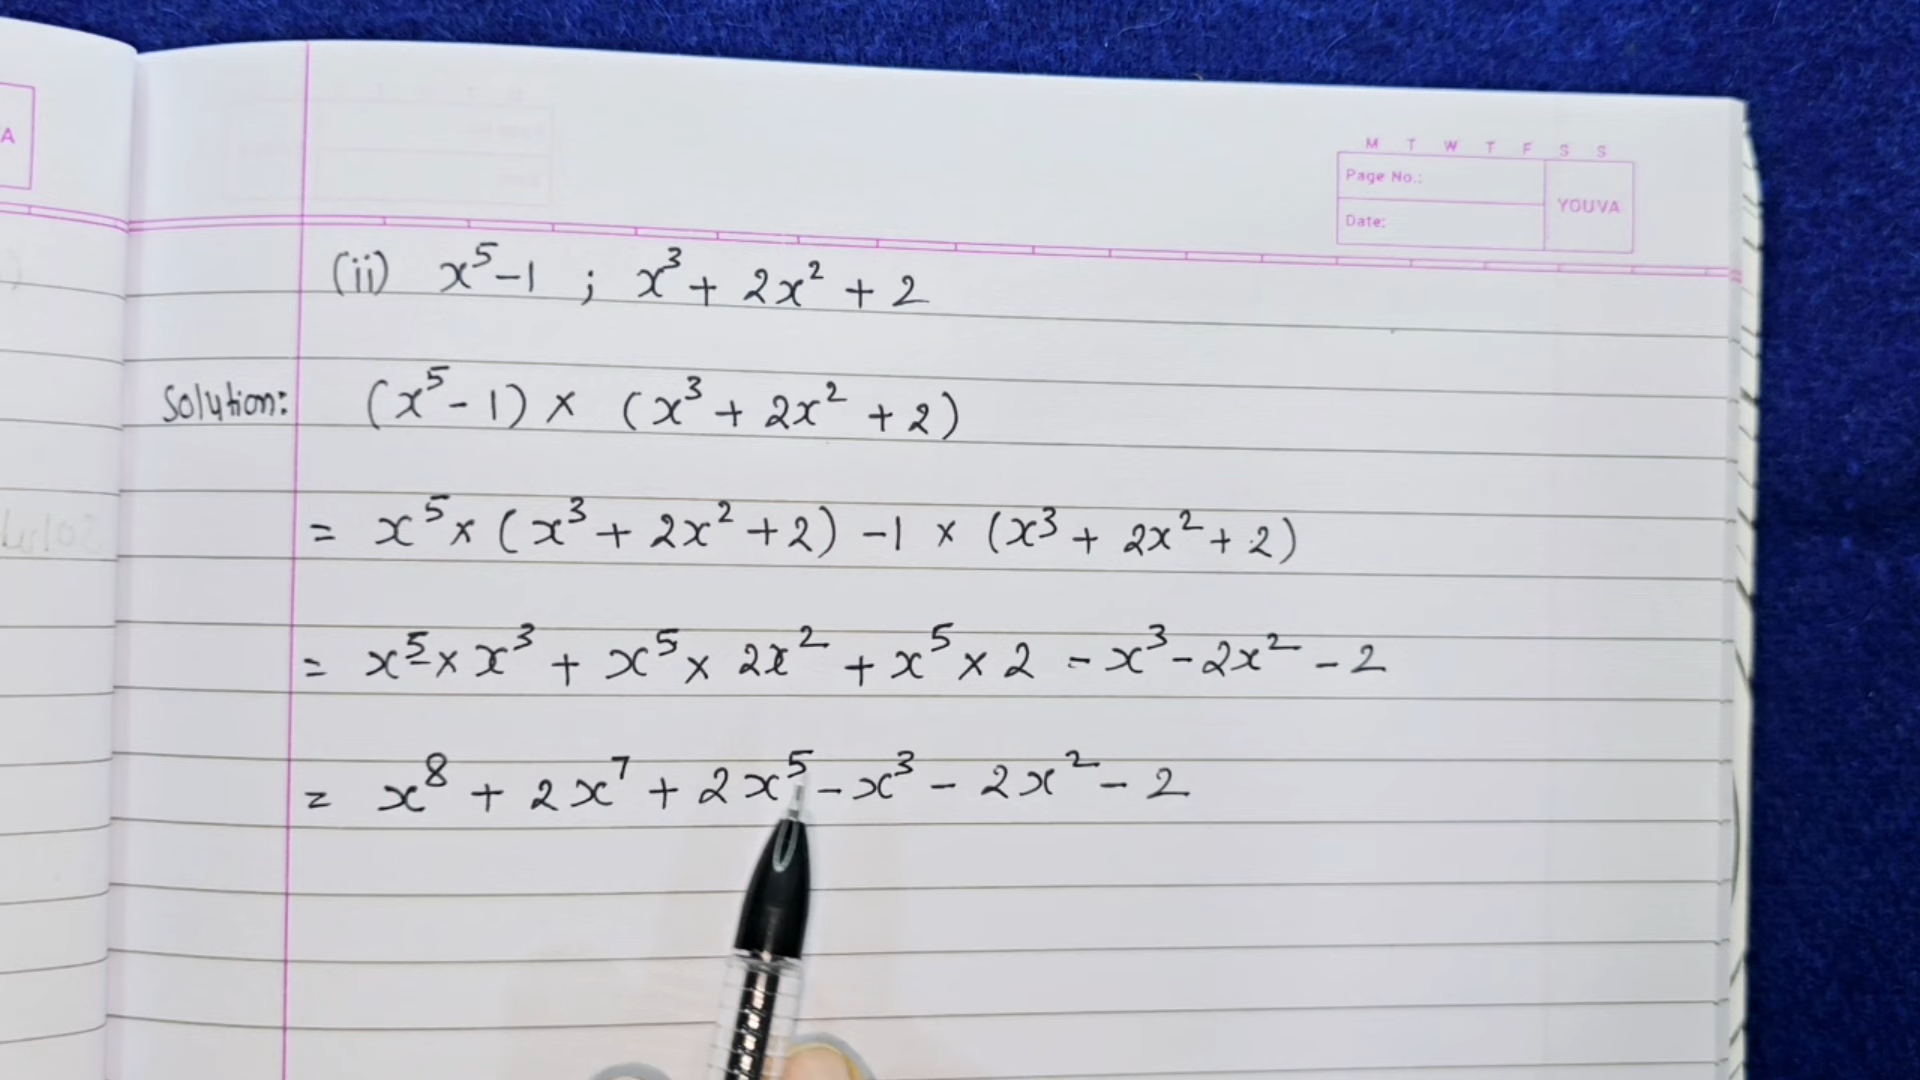 A
M T W T F S S
Page No.:
YOUVA
Date:
(ii) x⁵-1 ; x³ + 2x² + 2
Solution: (x⁵ - 1) × (x³ + 2x² + 2)
= x⁵ × (x³ + 2x² + 2) -1 × (x³ + 2x² + 2)
= x⁵ × x³ + x⁵ × 2x² + x⁵ × 2 - x³ - 2x² - 2
= x⁸ + 2x⁷ + 2x⁵ - x³ - 2x² - 2